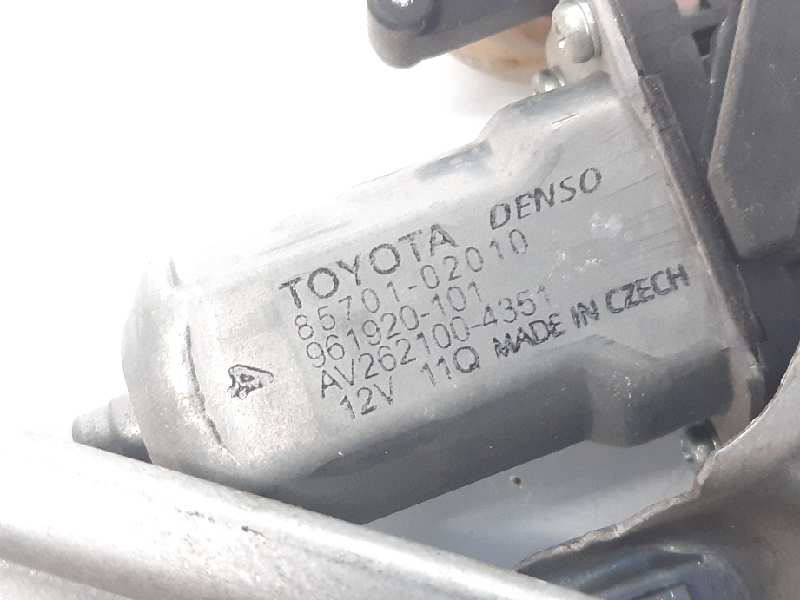 TOYOTA DENSO
85701-02010
961920-101
AV262100-4351
12V 11Q MADE IN CZECH